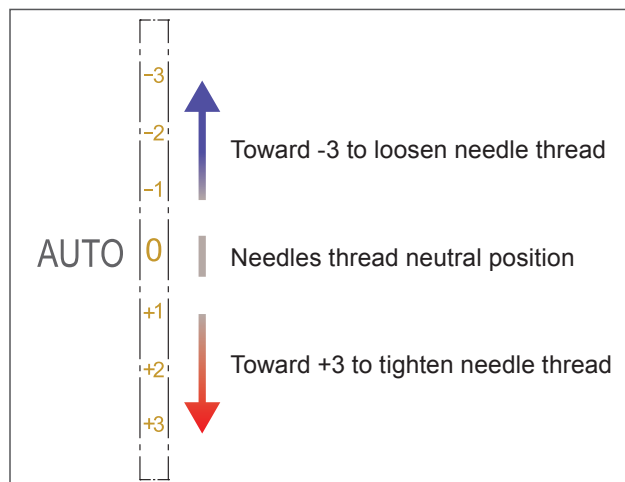 −3
−2
Toward -3 to loosen needle thread
−1
AUTO 0 Needles thread neutral position
+1
Toward +3 to tighten needle thread
+2
+3